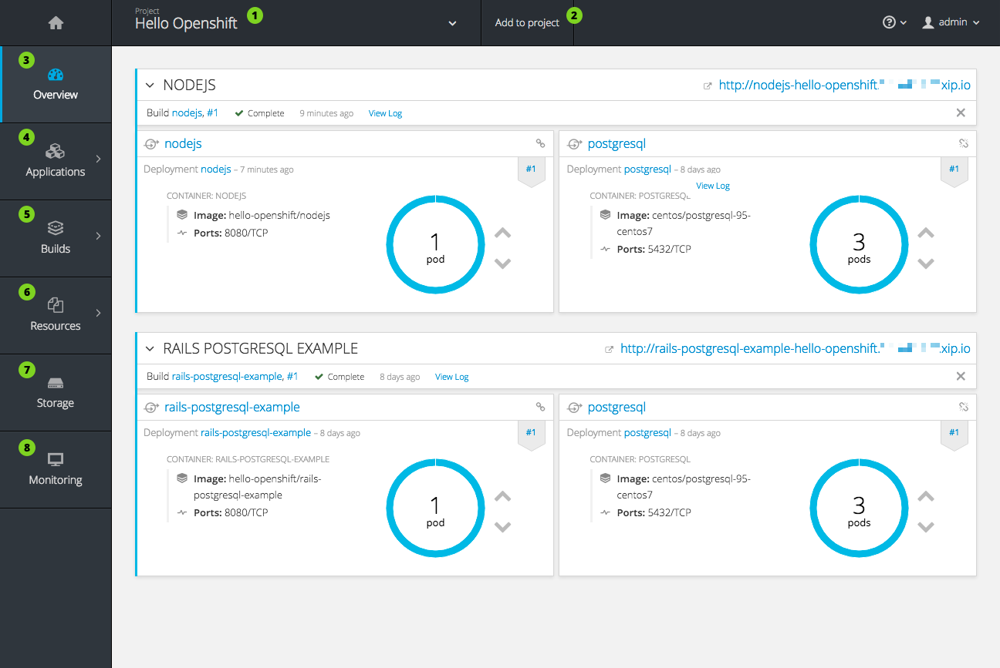 Project
Hello Openshift 1
Add to project 2
admin
3
Overview
4
Applications
5
Builds
6
Resources
7
Storage
8
Monitoring
NODEJS
http://nodejs-hello-openshift. xip.io
Build nodejs, #1 Complete 9 minutes ago View Log
nodejs
Deployment nodejs – 7 minutes ago
#1
CONTAINER: NODEJS
Image: hello-openshift/nodejs
Ports: 8080/TCP
1
pod
postgresql
Deployment postgresql – 8 days ago
#1
View Log
CONTAINER: POSTGRESQL
Image: centos/postgresql-95-
centos7
Ports: 5432/TCP
3
pods
RAILS POSTGRESQL EXAMPLE
http://rails-postgresql-example-hello-openshift. .xip.io
Build rails-postgresql-example, #1 Complete 8 days ago View Log
rails-postgresql-example
Deployment rails-postgresql-example – 8 days ago
#1
CONTAINER: RAILS-POSTGRESQL-EXAMPLE
Image: hello-openshift/rails-
postgresql-example
Ports: 8080/TCP
1
pod
postgresql
Deployment postgresql – 8 days ago
#1
CONTAINER: POSTGRESQL
Image: centos/postgresql-95-
centos7
Ports: 5432/TCP
3
pods